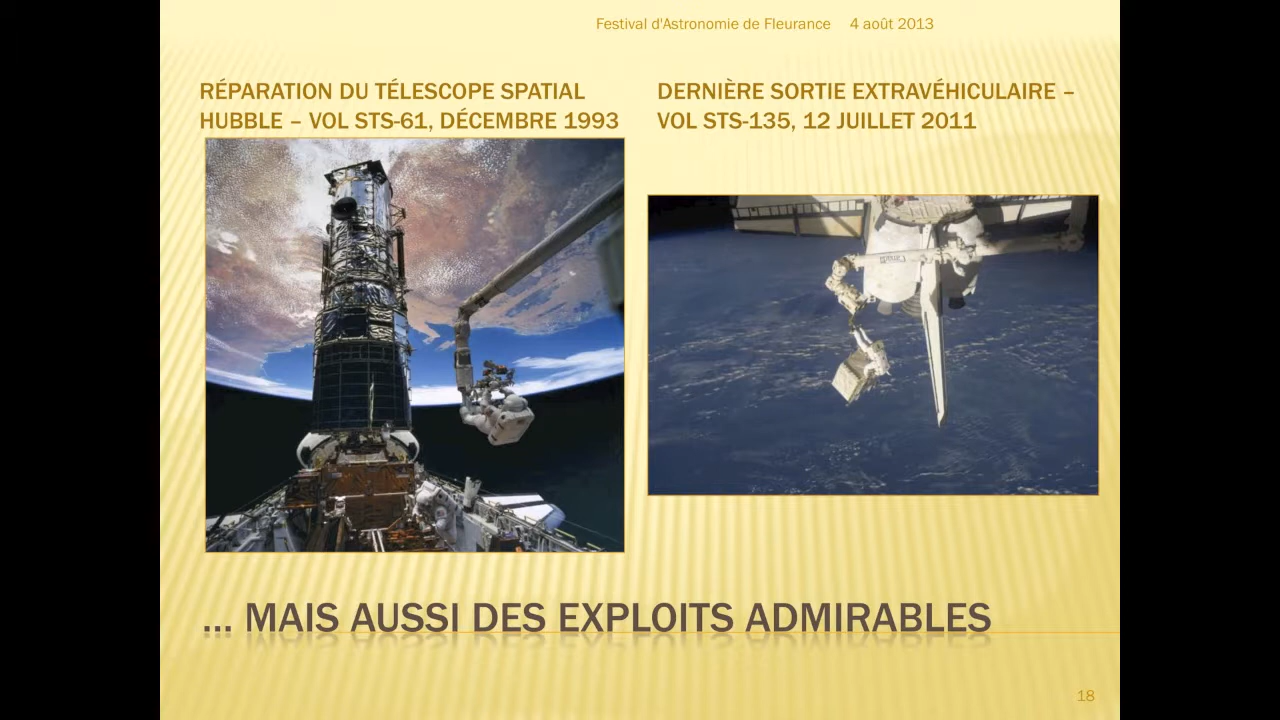 Festival d'Astronomie de Fleurance 4 août 2013
RÉPARATION DU TÉLESCOPE SPATIAL
HUBBLE – VOL STS-61, DÉCEMBRE 1993
DERNIÈRE SORTIE EXTRAVÉHICULAIRE –
VOL STS-135, 12 JUILLET 2011
... MAIS AUSSI DES EXPLOITS ADMIRABLES
18